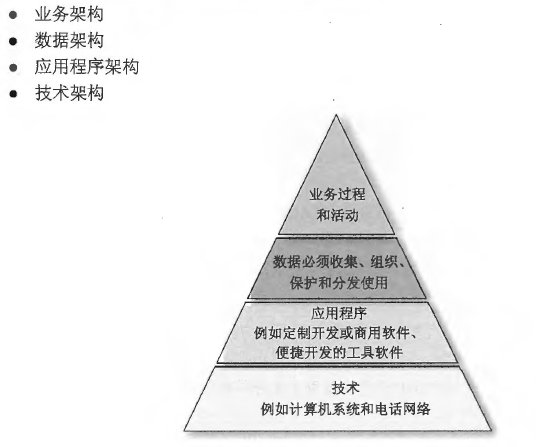 业务架构
数据架构
应用程序架构
技术架构
业务过程
和活动
数据必须收集、组织、
保护和分发使用
应用程序
例如定制开发或商用软件、
便捷开发的工具软件
技术
例如计算机系统和电话网络